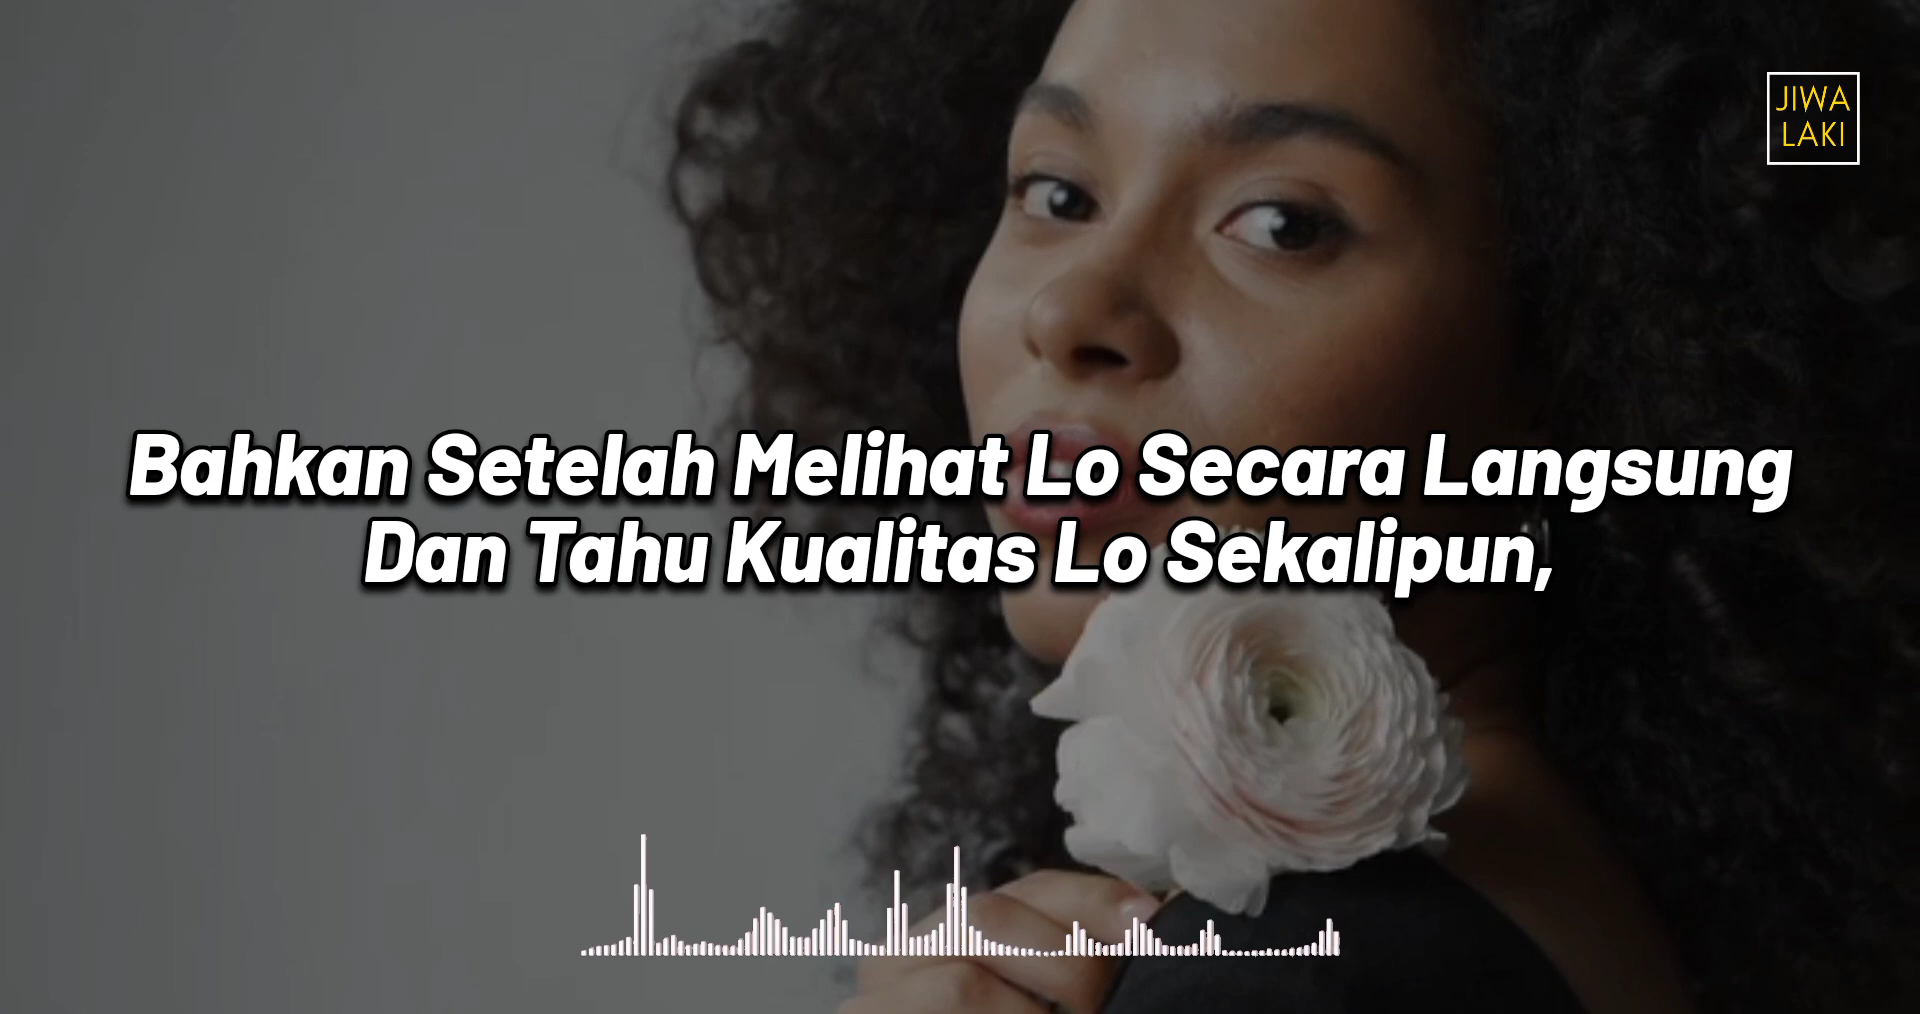 JIWA
LAKI
Bahkan Setelah Melihat Lo Secara Langsung
Dan Tahu Kualitas Lo Sekalipun,